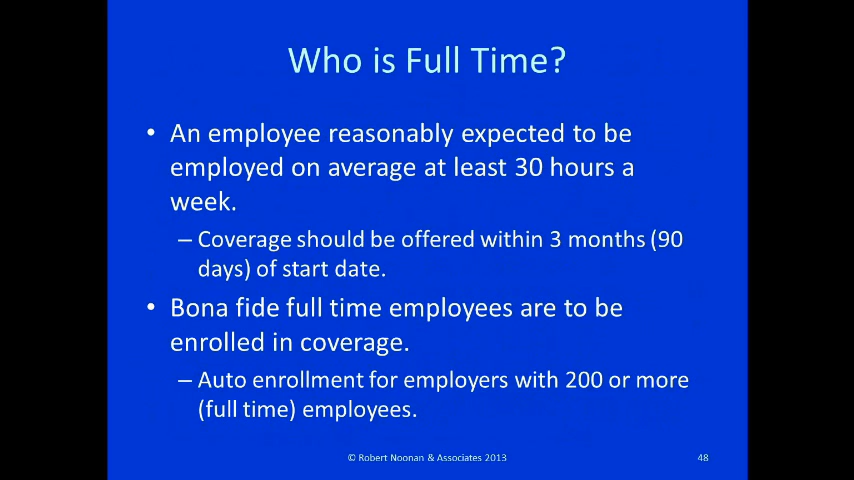 Who is Full Time?
• An employee reasonably expected to be
employed on average at least 30 hours a
week.
– Coverage should be offered within 3 months (90
days) of start date.
• Bona fide full time employees are to be
enrolled in coverage.
– Auto enrollment for employers with 200 or more
(full time) employees.
© Robert Noonan & Associates 2013
48